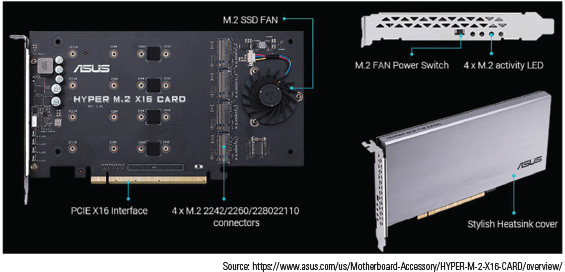 M.2 SSD FAN
ASUS
HYPER M.2 X16 CARD
M.2 FAN Power Switch
4 x M.2 activity LED
PCIE X16 Interface
4 x M.2 2242/2260/228022110
connectors
ASUS
Stylish Heatsink cover
Source: https://www.asus.com/us/Motherboard-Accessory/HYPER-M-2-X16-CARD/overview/